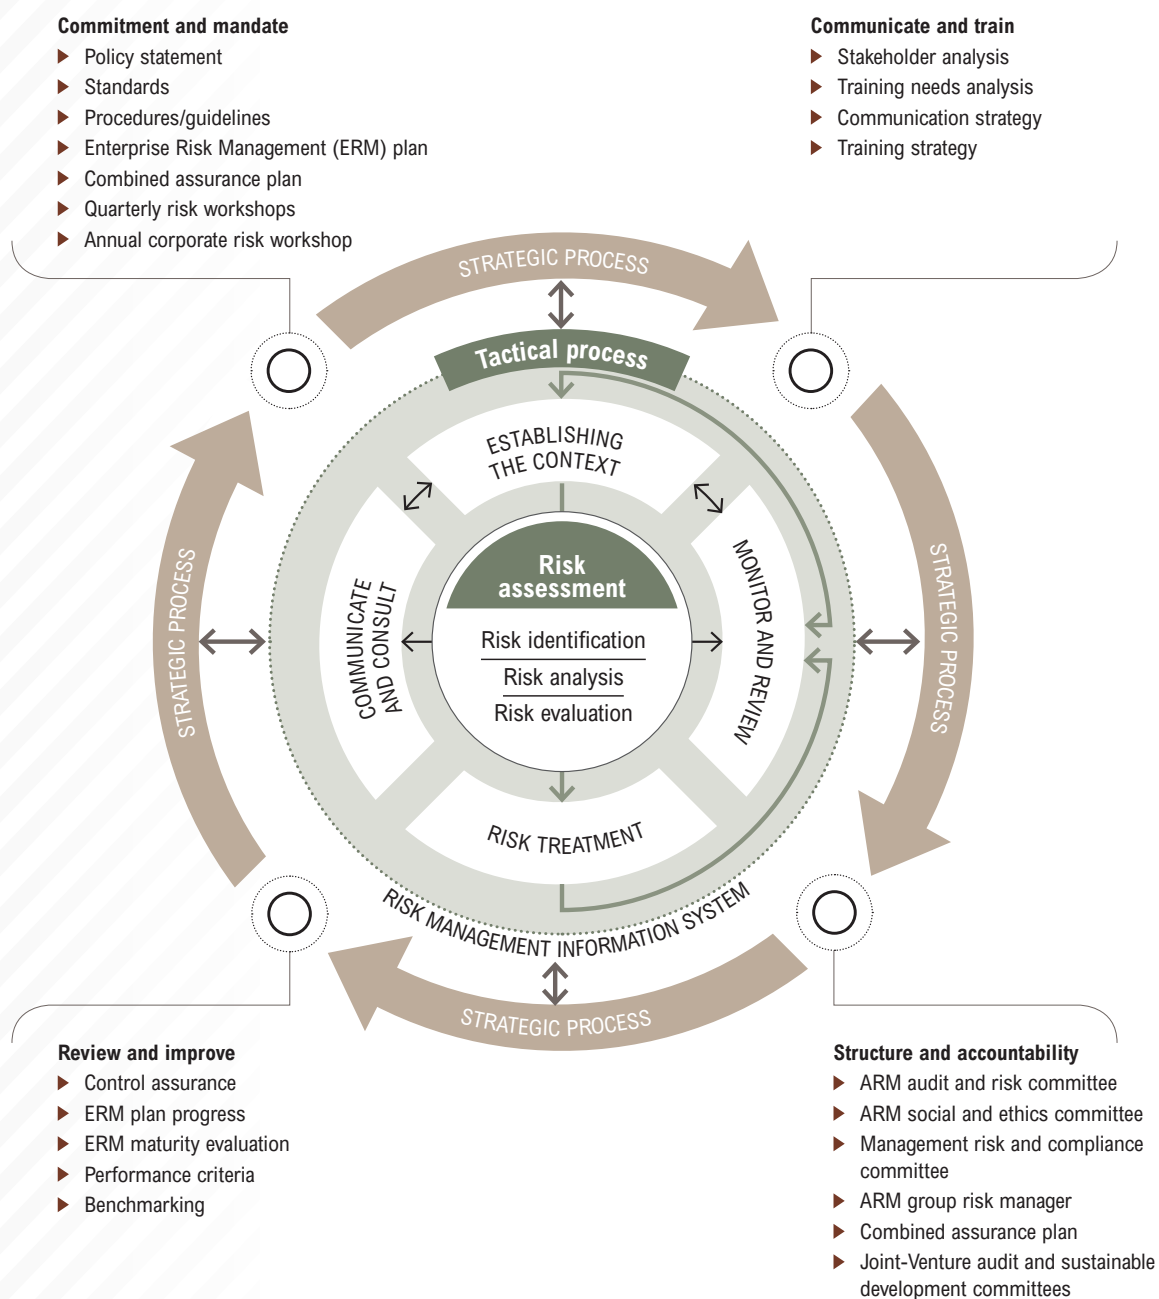 Commitment and mandate
Policy statement
Standards
Procedures/guidelines
Enterprise Risk Management (ERM) plan
Combined assurance plan
Quarterly risk workshops
Annual corporate risk workshop
Communicate and train
Stakeholder analysis
Training needs analysis
Communication strategy
Training strategy
STRATEGIC PROCESS
Tactical process
ESTABLISHING
THE CONTEXT
STRATEGIC PROCESS
COMMUNICATE
AND CONSULT
Risk
assessment
Risk identification
Risk analysis
Risk evaluation
MONITOR AND REVIEW
STRATEGIC PROCESS
RISK TREATMENT
RISK MANAGEMENT INFORMATION SYSTEM
STRATEGIC PROCESS
Review and improve
Control assurance
ERM plan progress
ERM maturity evaluation
Performance criteria
Benchmarking
Structure and accountability
ARM audit and risk committee
ARM social and ethics committee
Management risk and compliance
committee
ARM group risk manager
Combined assurance plan
Joint-Venture audit and sustainable
development committees